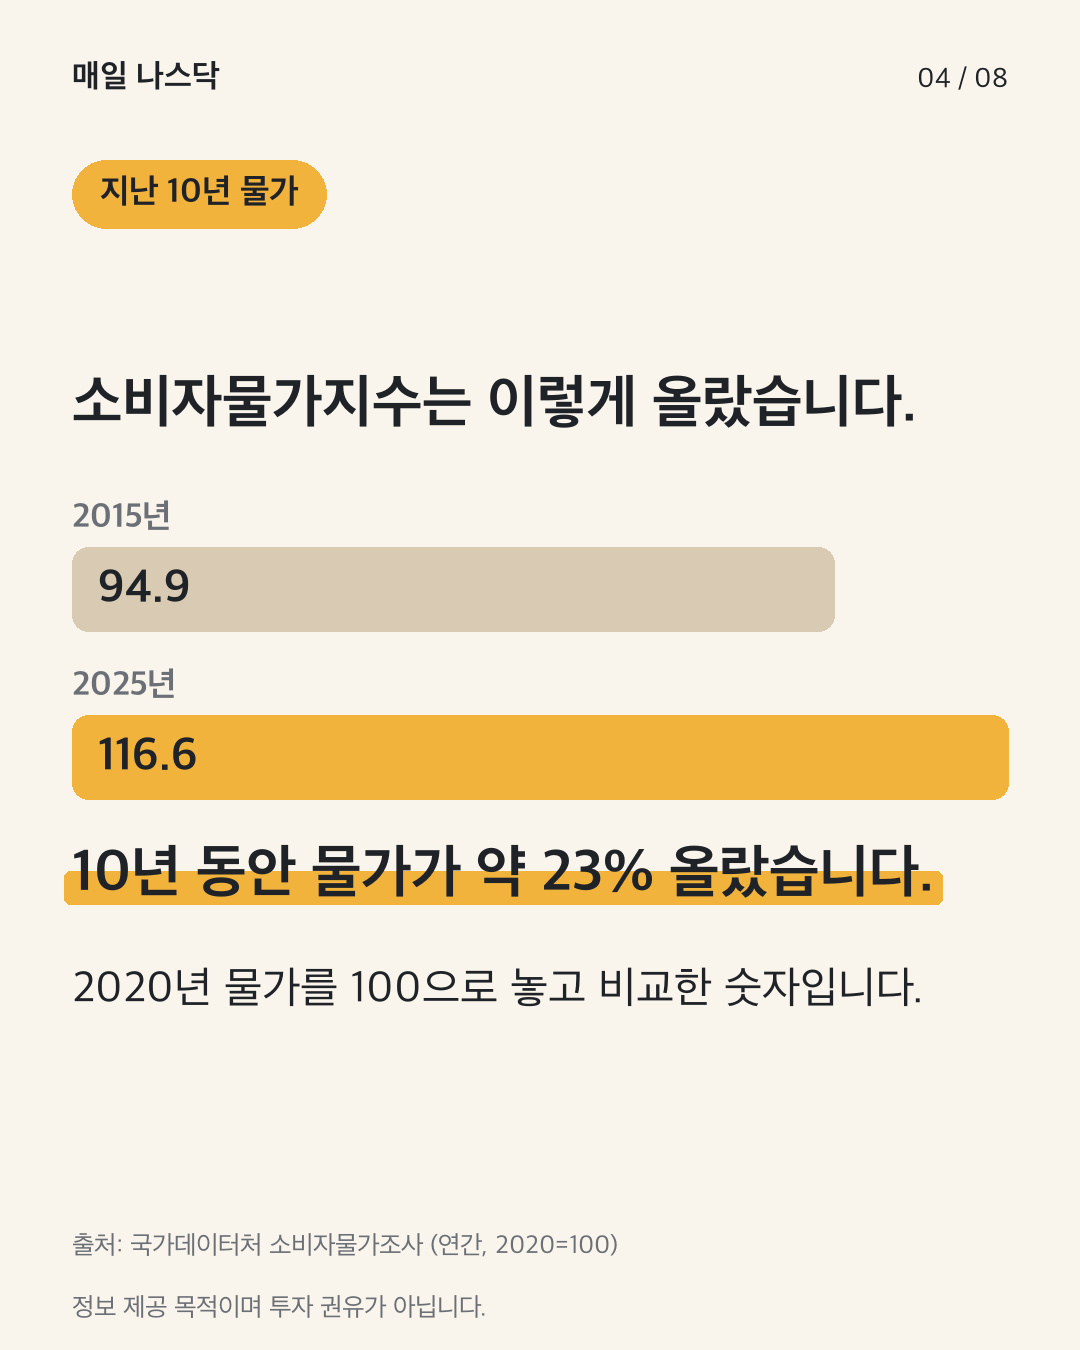 매일 나스닥
04 / 08
지난 10년 물가
소비자물가지수는 이렇게 올랐습니다.
2015년
94.9
2025년
116.6
10년 동안 물가가 약 23% 올랐습니다.
2020년 물가를 100으로 놓고 비교한 숫자입니다.
출처: 국가데이터처 소비자물가조사 (연간, 2020=100)
정보 제공 목적이며 투자 권유가 아닙니다.